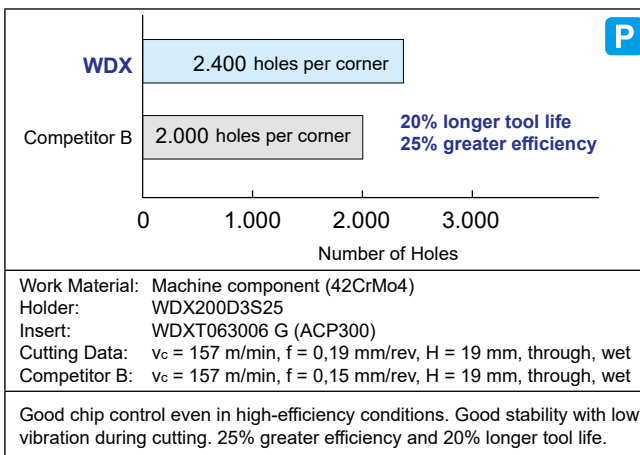 P
WDX
2.400 holes per corner
Competitor B
2.000 holes per corner
20% longer tool life
25% greater efficiency
0 1.000 2.000 3.000
Number of Holes
Work Material: Machine component (42CrMo4)
Holder: WDX200D3S25
Insert: WDXT063006 G (ACP300)
Cutting Data: vc = 157 m/min, f = 0,19 mm/rev, H = 19 mm, through, wet
Competitor B: vc = 157 m/min, f = 0,15 mm/rev, H = 19 mm, through, wet
Good chip control even in high-efficiency conditions. Good stability with low
vibration during cutting. 25% greater efficiency and 20% longer tool life.